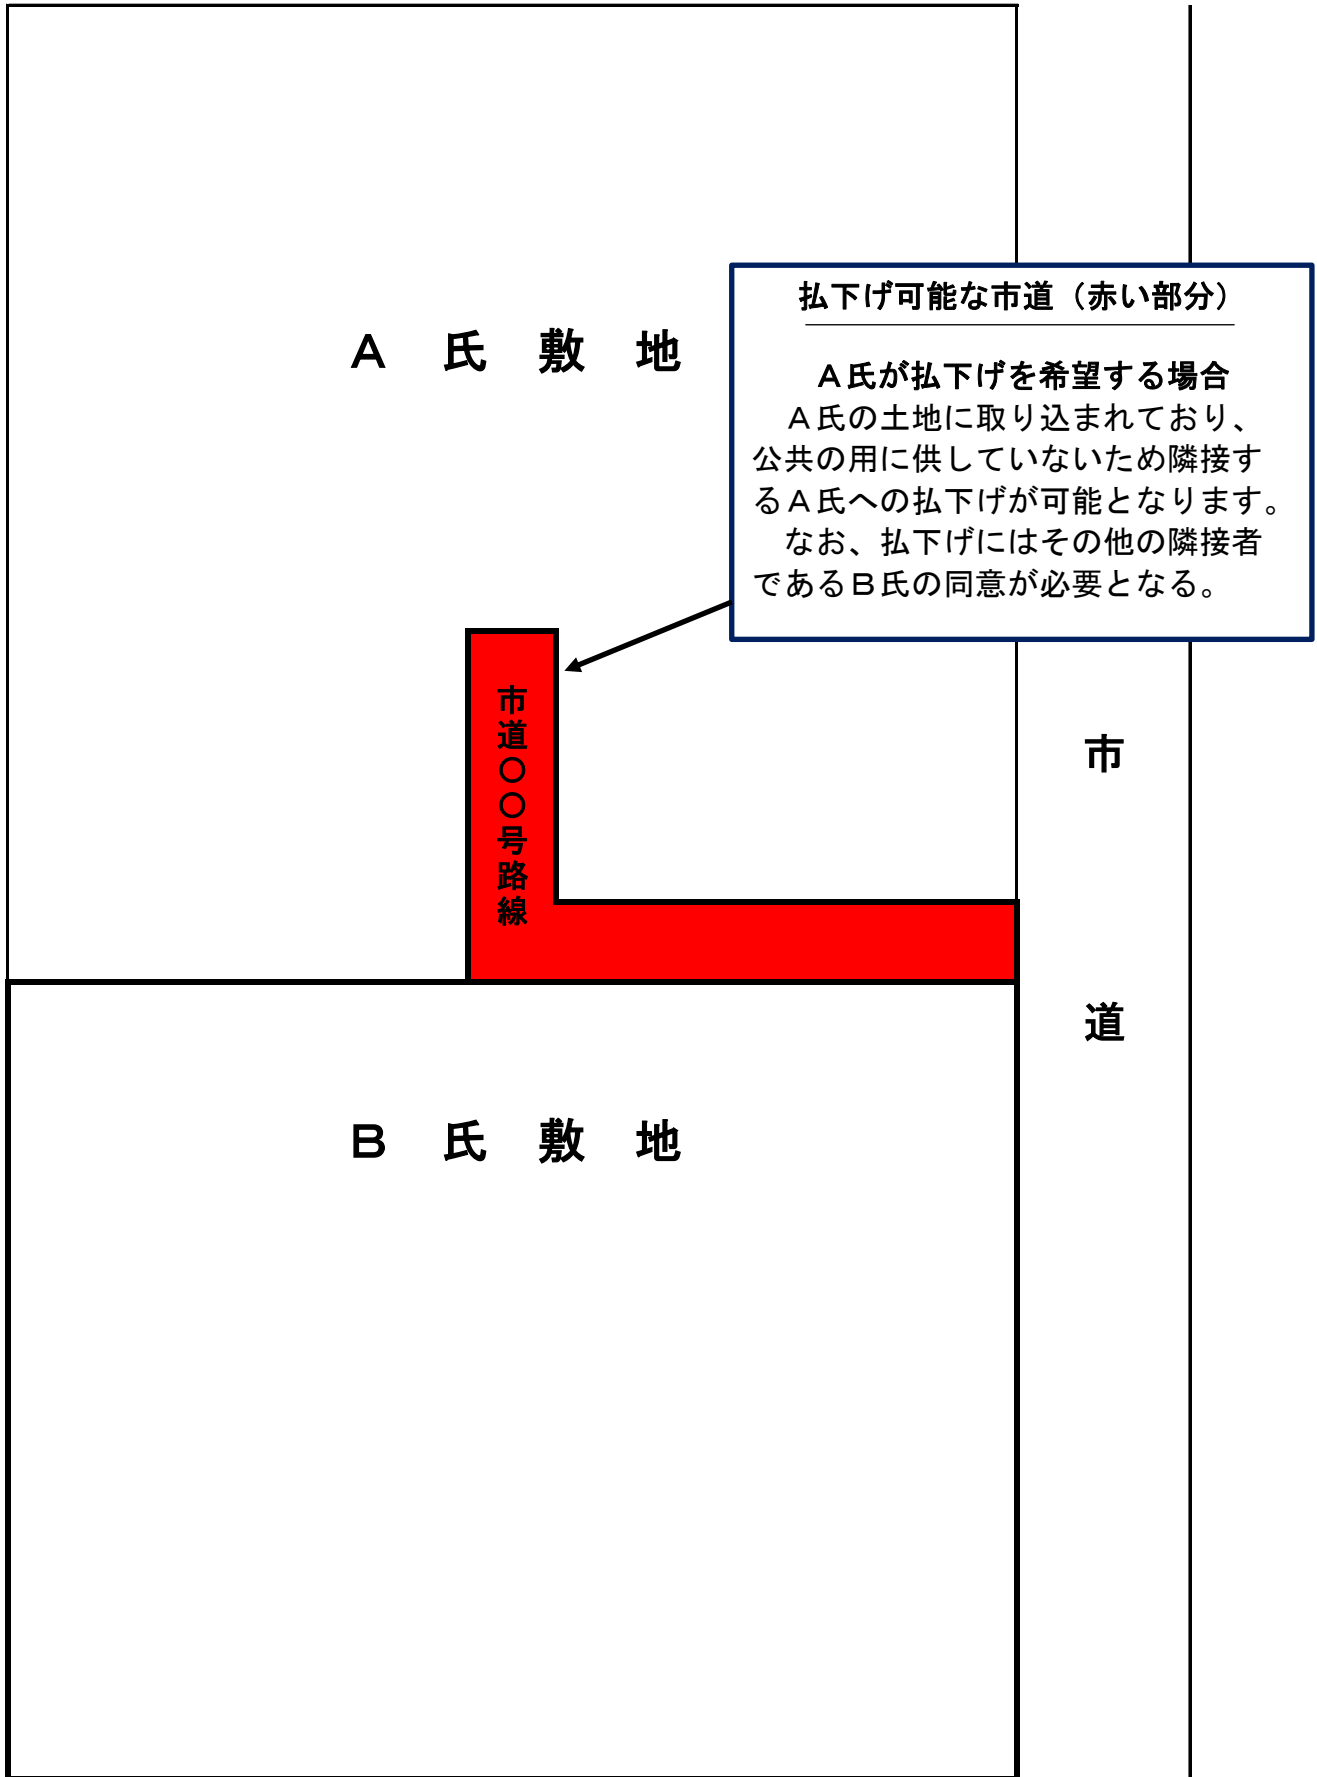 払下げ可能な市道（赤い部分）
Ａ氏が払下げを希望する場合
Ａ氏の土地に取り込まれており、
公共の用に供していないため隣接す
るＡ氏への払下げが可能となります。
なお、払下げにはその他の隣接者
であるＢ氏の同意が必要となる。
Ａ氏敷地
市道〇〇号路線
市道
Ｂ氏敷地